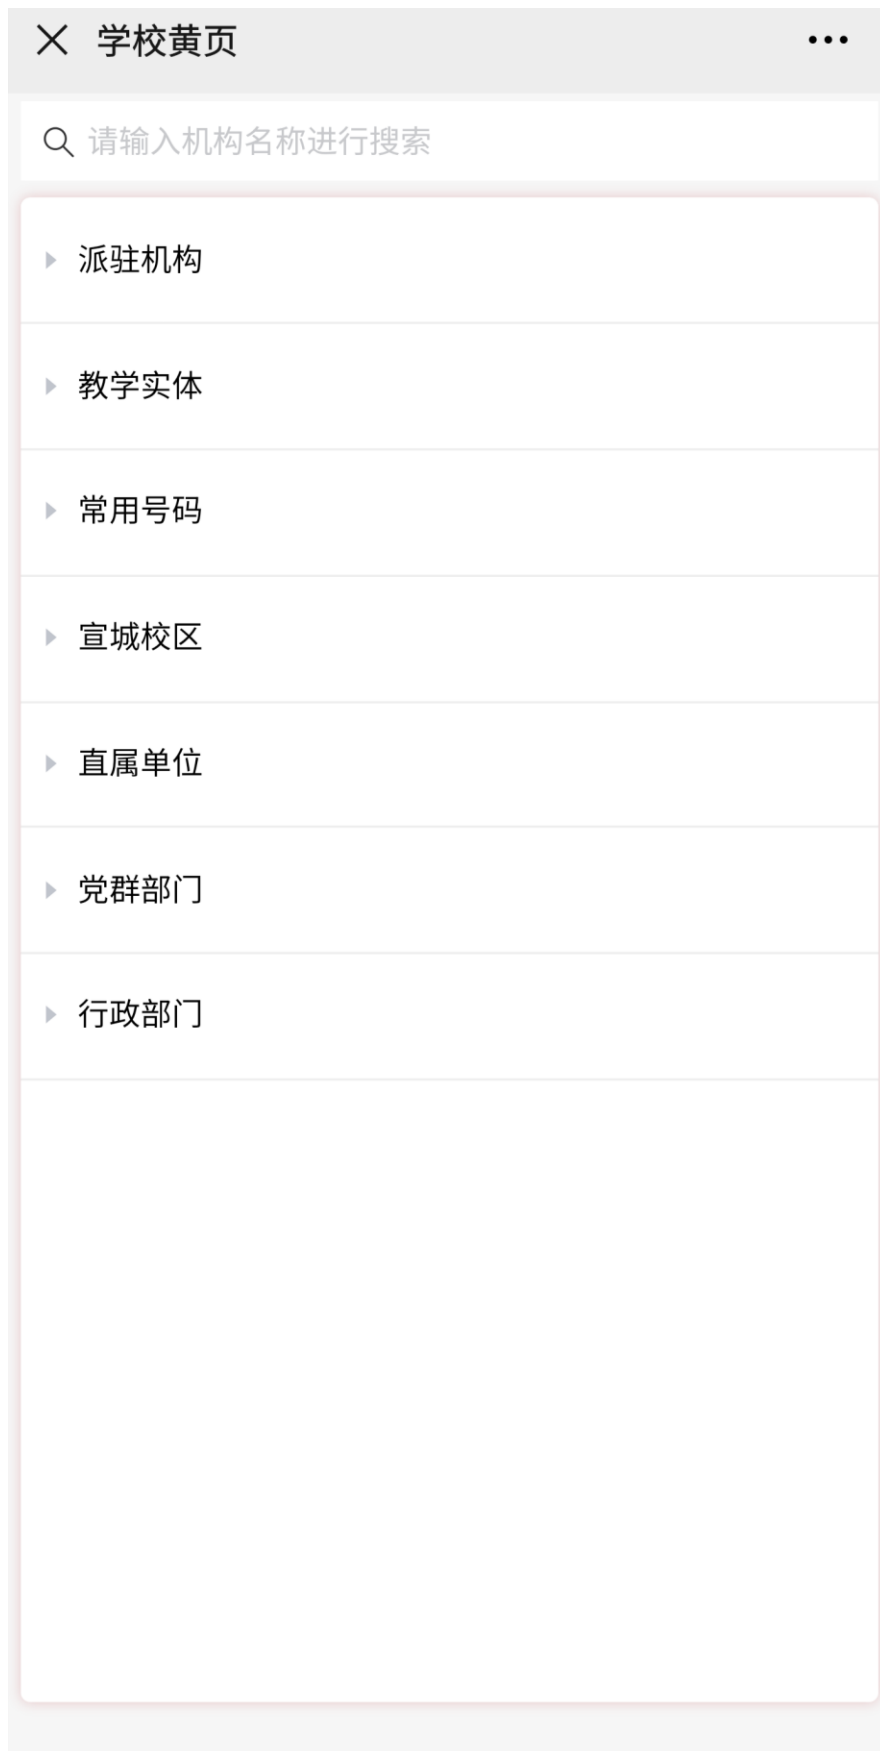 学校黄页
请输入机构名称进行搜索
派驻机构
教学实体
常用号码
宣城校区
直属单位
党群部门
行政部门